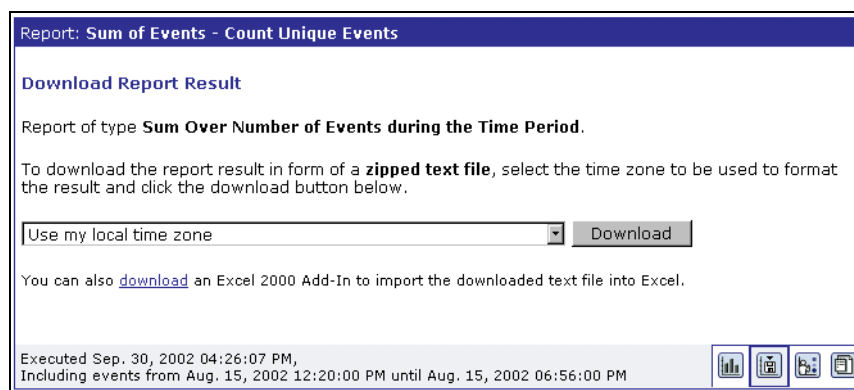 Report: Sum of Events - Count Unique Events
Download Report Result
Report of type Sum Over Number of Events during the Time Period.
To download the report result in form of a zipped text file, select the time zone to be used to format
the result and click the download button below.
Use my local time zone
Download
You can also download an Excel 2000 Add-In to import the downloaded text file into Excel.
Executed Sep. 30, 2002 04:26:07 PM,
Including events from Aug. 15, 2002 12:20:00 PM until Aug. 15, 2002 06:56:00 PM